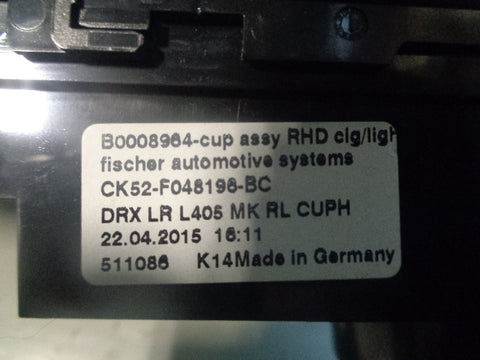 B0008964-cup assy RHD cig/ligh
fischer automotive systems
CK52-F048196-BC
DRX LR L405 MK RL CUPH
22.04.2015 16:11
511086 K14Made in Germany